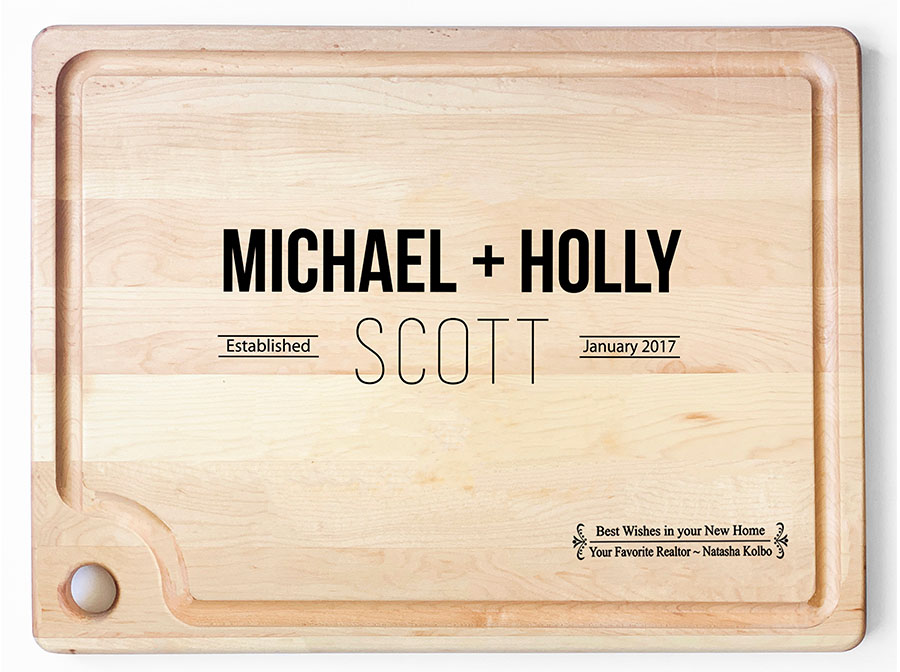 MICHAEL + HOLLY
Established SCOTT January 2017
Best Wishes in your New Home
Your Favorite Realtor ~ Natasha Kolbo